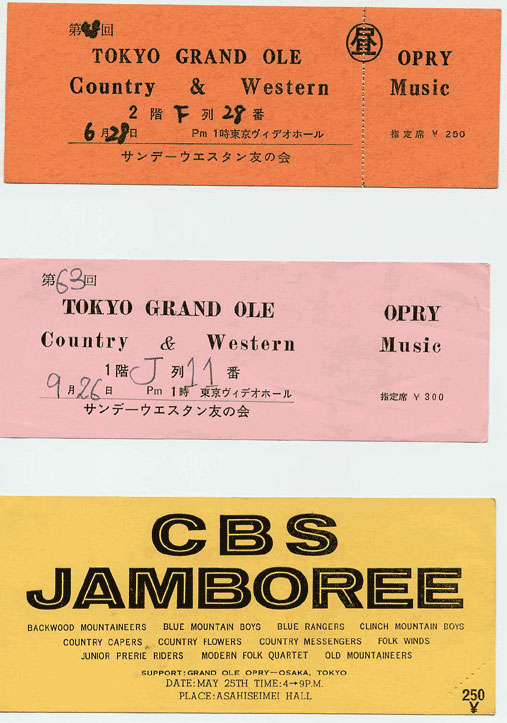 第 回
昼
TOKYO GRAND OLE OPRY
Country & Western Music
2階 F 列 28番
6月28日 Pm 1時東京ヴィデオホール 指定席 ¥ 250
サンデーウエスタン友の会
第63回
TOKYO GRAND OLE OPRY
Country & Western Music
1階 J 列 11 番
9月26日 Pm 1時 東京ヴィデオホール 指定席 ¥ 300
サンデーウエスタン友の会
CBS
JAMBOREE
BACKWOOD MOUNTAINEERS BLUE MOUNTAIN BOYS BLUE RANGERS CLINCH MOUNTAIN BOYS
COUNTRY CAPERS COUNTRY FLOWERS COUNTRY MESSENGERS FOLK WINDS
JUNIOR PRERIE RIDERS MODERN FOLK QUARTET OLD MOUNTAINEERS
SUPPORT:GRAND OLE OPRY—OSAKA, TOKYO
DATE:MAY 25TH TIME:4→9P.M.
PLACE:ASAHISEIMEI HALL
250
¥